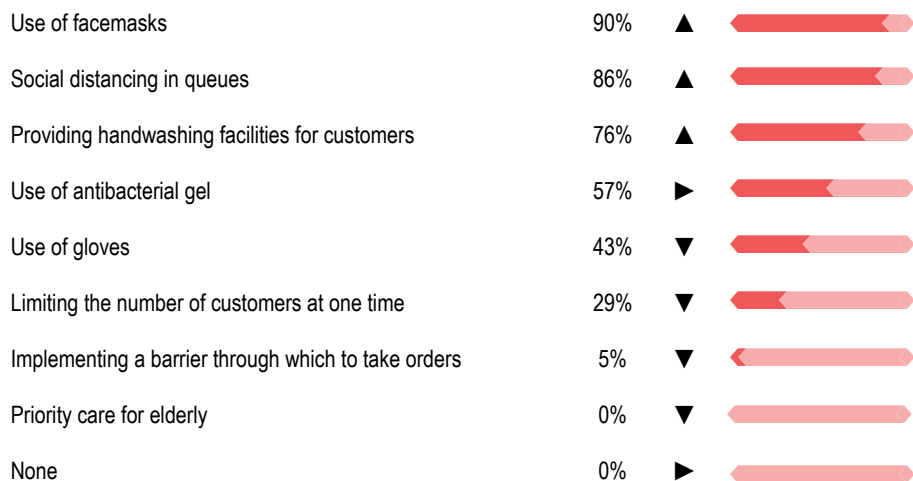 Use of facemasks 90% ▲
Social distancing in queues 86% ▲
Providing handwashing facilities for customers 76% ▲
Use of antibacterial gel 57% ►
Use of gloves 43% ▼
Limiting the number of customers at one time 29% ▼
Implementing a barrier through which to take orders 5% ▼
Priority care for elderly 0% ▼
None 0% ►